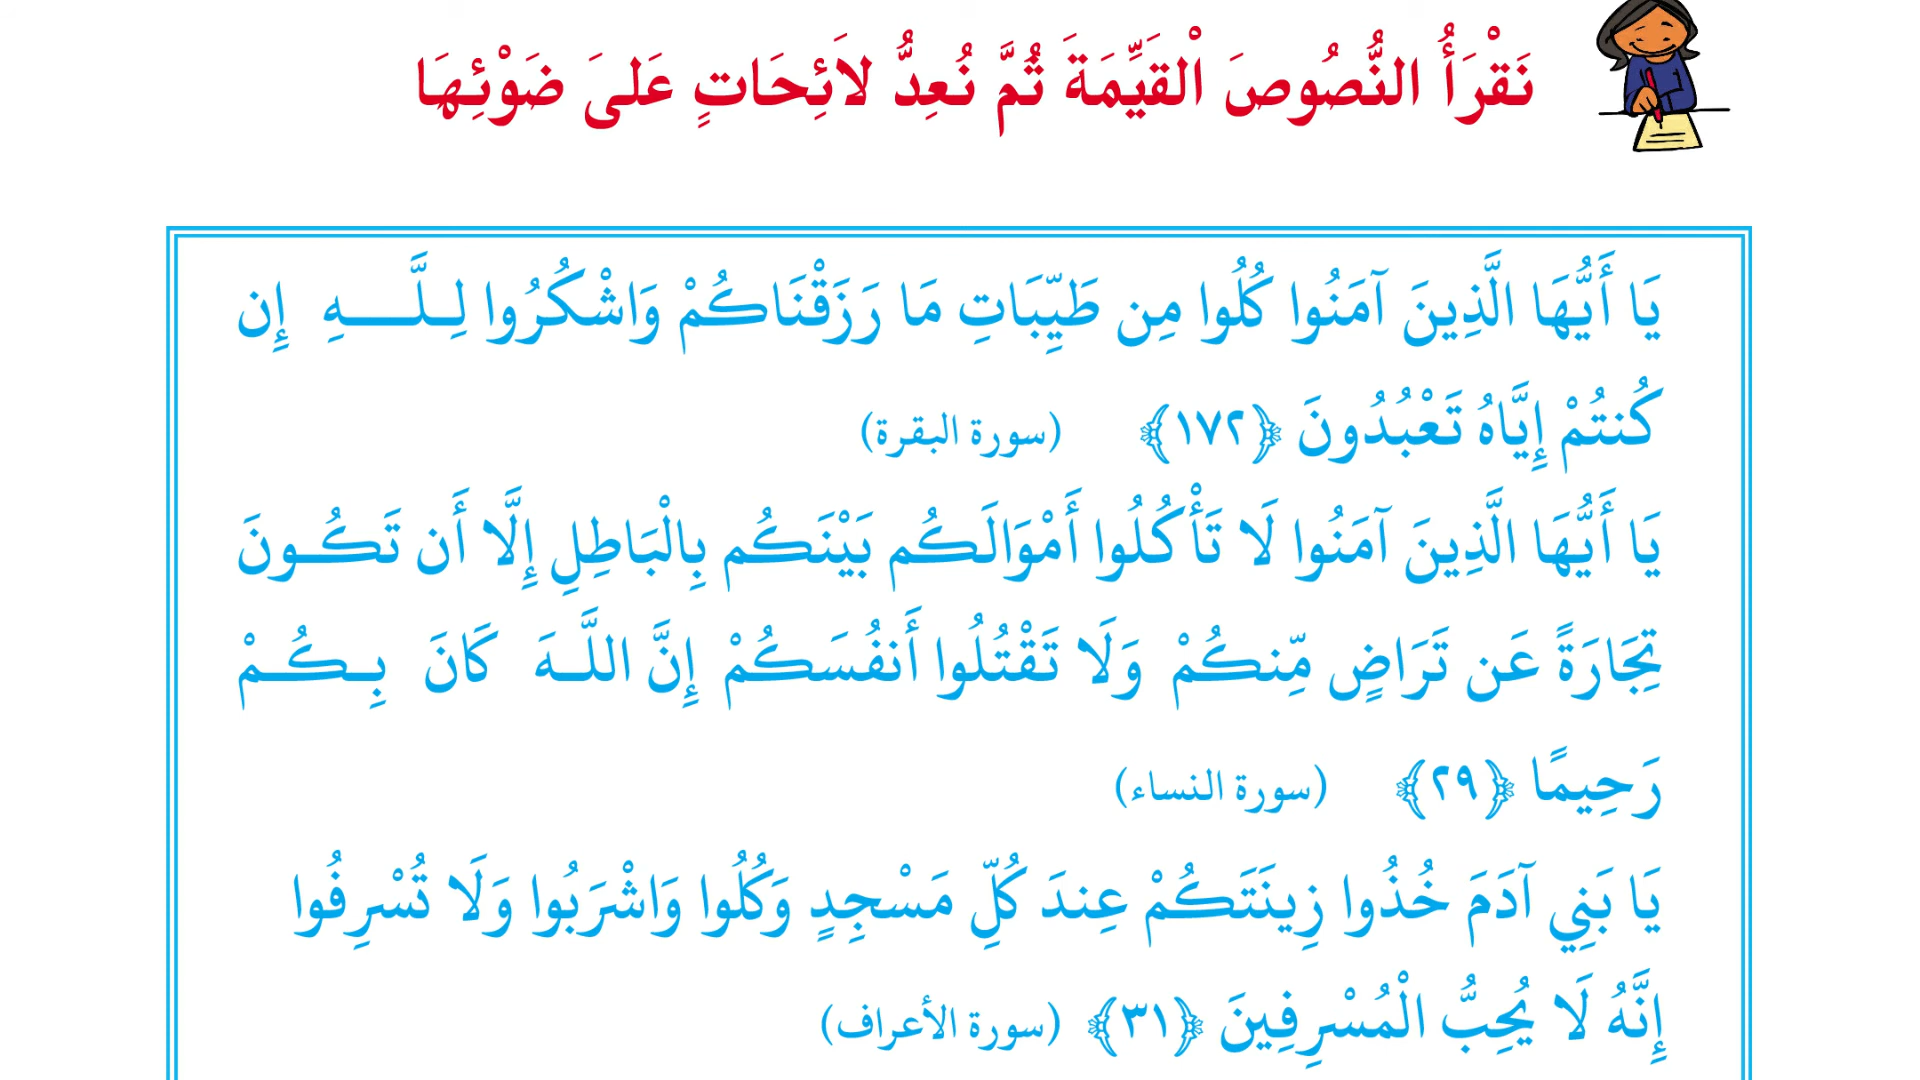 نَقْرَأُ النُّصُوصَ الْقَيِّمَةَ ثُمَّ نُعِدُّ لاَئِحَاتٍ عَلىَ ضَوْئِهَا
يَا أَيُّهَا الَّذِينَ آمَنُوا كُلُوا مِن طَيِّبَاتِ مَا رَزَقْنَاكُمْ وَاشْكُرُوا لِلَّهِ إِن
كُنتُمْ إِيَّاهُ تَعْبُدُونَ ﴿١٧٢﴾ (سورة البقرة)
يَا أَيُّهَا الَّذِينَ آمَنُوا لَا تَأْكُلُوا أَمْوَالَكُم بَيْنَكُم بِالْبَاطِلِ إِلَّا أَن تَكُونَ
تِجَارَةً عَن تَرَاضٍ مِّنكُمْ وَلَا تَقْتُلُوا أَنفُسَكُمْ إِنَّ اللَّهَ كَانَ بِكُمْ
رَحِيمًا ﴿٢٩﴾ (سورة النساء)
يَا بَنِي آدَمَ خُذُوا زِينَتَكُمْ عِندَ كُلِّ مَسْجِدٍ وَكُلُوا وَاشْرَبُوا وَلَا تُسْرِفُوا
إِنَّهُ لَا يُحِبُّ الْمُسْرِفِينَ ﴿٣١﴾ (سورة الأعراف)